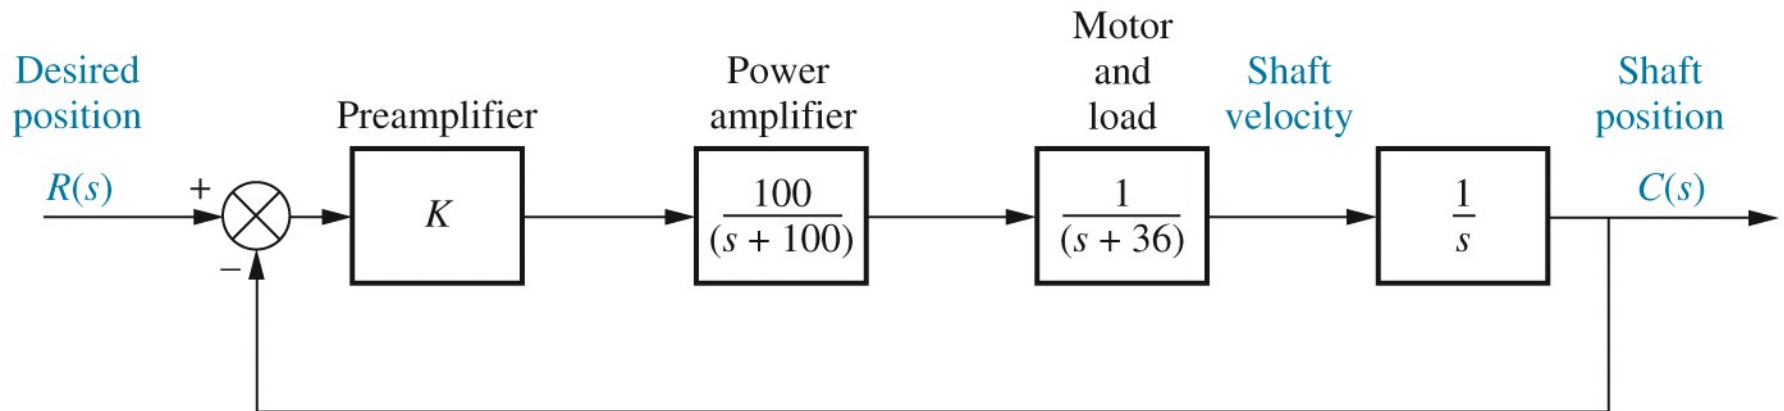 Desired
position
R(s)
+
−
Preamplifier
K
Power
amplifier
100
(s + 100)
Motor
and
load
1
(s + 36)
Shaft
velocity
1
s
Shaft
position
C(s)